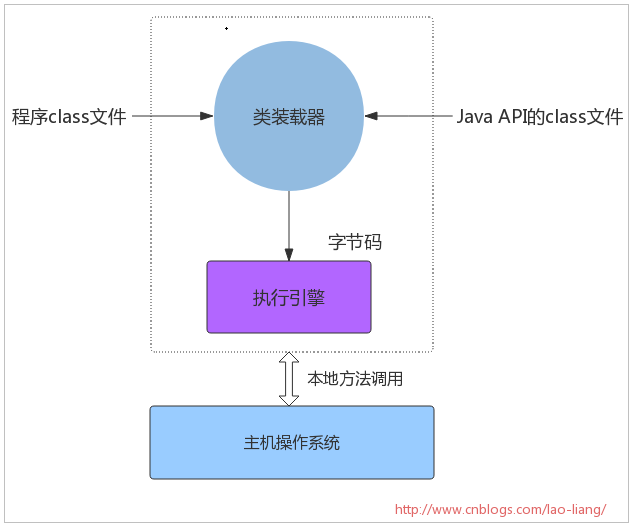 程序class文件
类装载器
Java API的class文件
字节码
执行引擎
本地方法调用
主机操作系统
http://www.cnblogs.com/lao-liang/